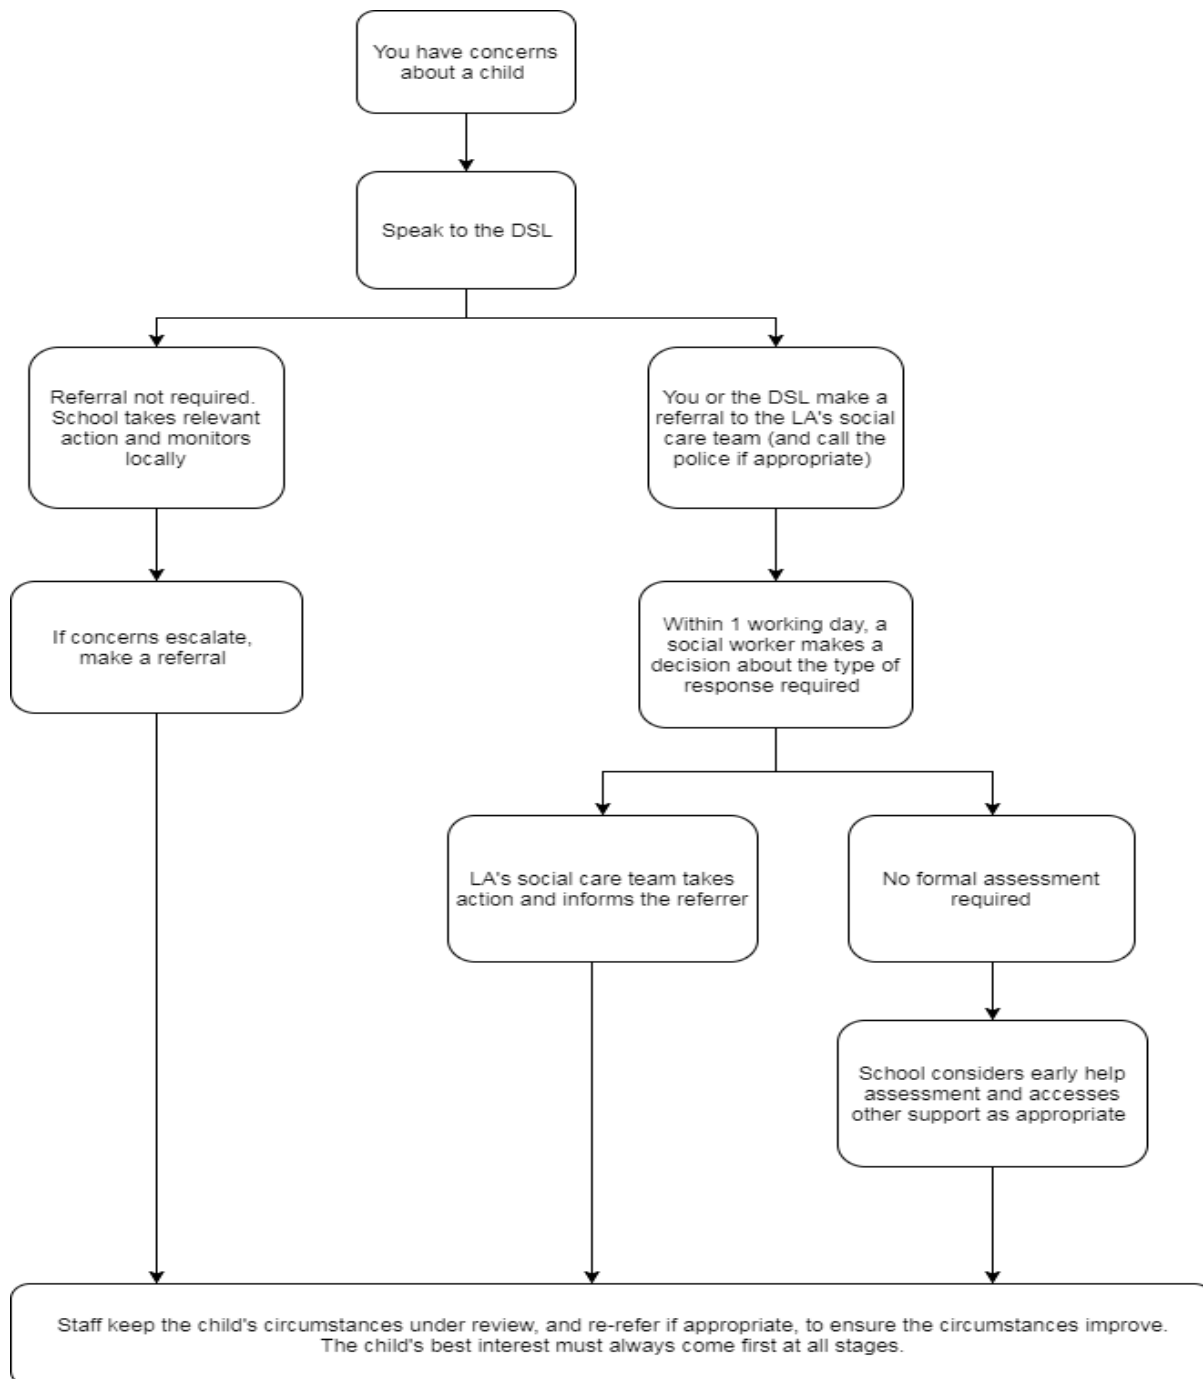 You have concerns
about a child
Speak to the DSL
Referral not required.
School takes relevant
action and monitors
locally
You or the DSL make a
referral to the LA's social
care team (and call the
police if appropriate)
If concerns escalate,
make a referral
Within 1 working day, a
social worker makes a
decision about the type of
response required
LA's social care team takes
action and informs the referrer
No formal assessment
required
School considers early help
assessment and accesses
other support as appropriate
Staff keep the child's circumstances under review, and re-refer if appropriate, to ensure the circumstances improve.
The child's best interest must always come first at all stages.